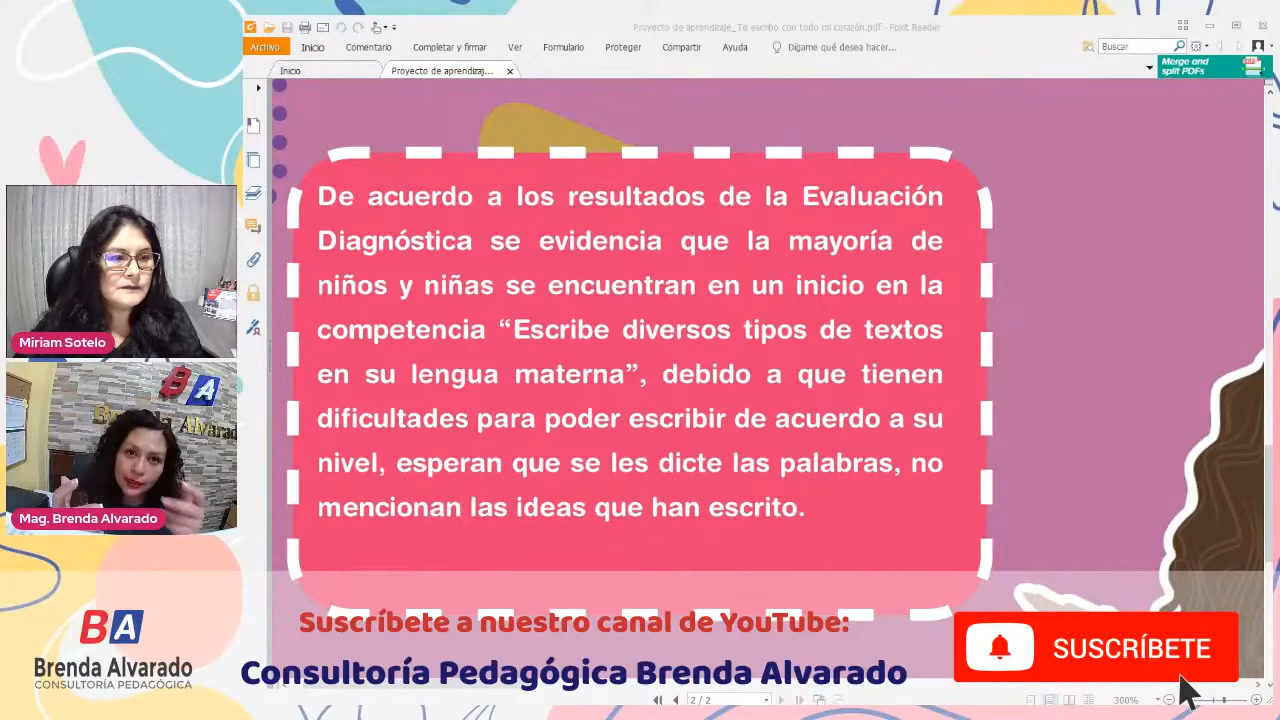 Proyecto de aprendizaje_Te escribo con todo mi corazón.pdf - Foxit Reader
Archivo Inicio Comentario Completar y firmar Ver Formulario Proteger Compartir Ayuda Dígame qué desea hacer... Buscar
Inicio Proyecto de aprendizaj... Merge and
split PDFs
De acuerdo a los resultados de la Evaluación
Diagnóstica se evidencia que la mayoría de
niños y niñas se encuentran en un inicio en la
competencia “Escribe diversos tipos de textos
en su lengua materna”, debido a que tienen
dificultades para poder escribir de acuerdo a su
nivel, esperan que se les dicte las palabras, no
mencionan las ideas que han escrito.
Miriam Sotelo
BA
Brenda Alvarado
Mag. Brenda Alvarado
BA
Brenda Alvarado
CONSULTORÍA PEDAGÓGICA
Suscríbete a nuestro canal de YouTube:
Consultoría Pedagógica Brenda Alvarado
SUSCRÍBETE
2 / 2
300%